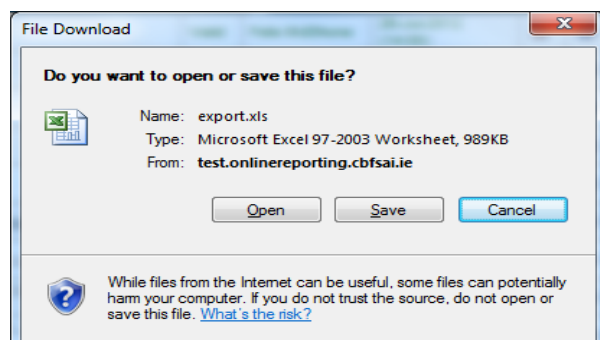 File Download
Do you want to open or save this file?
Name: export.xls
Type: Microsoft Excel 97-2003 Worksheet, 989KB
From: test.onlinereporting.cbfsai.ie
Open Save Cancel
While files from the Internet can be useful, some files can potentially
harm your computer. If you do not trust the source, do not open or
save this file. What's the risk?